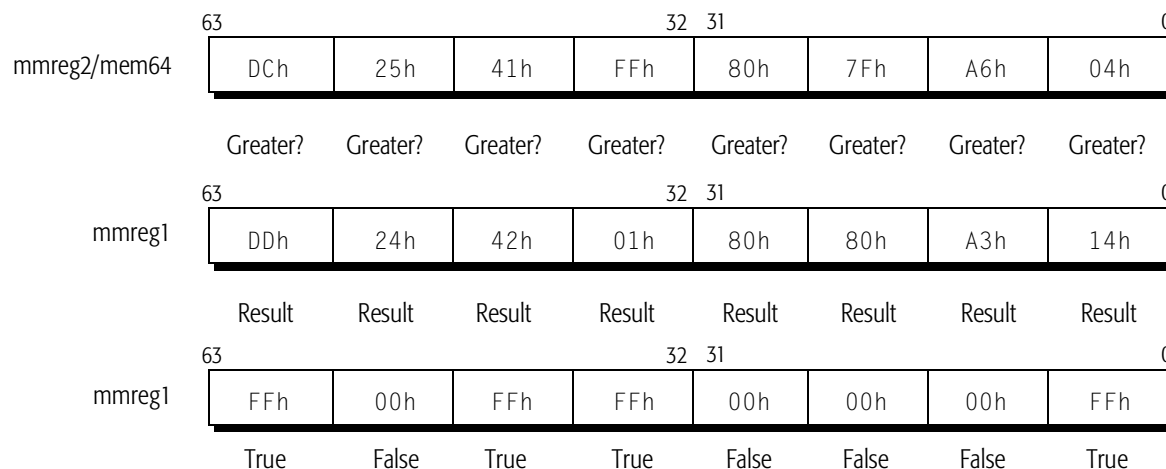 63 32 31 0
mmreg2/mem64 DCh 25h 41h FFh 80h 7Fh A6h 04h
Greater? Greater? Greater? Greater? Greater? Greater? Greater? Greater?
63 32 31 0
mmreg1 DDh 24h 42h 01h 80h 80h A3h 14h
Result Result Result Result Result Result Result Result
63 32 31 0
mmreg1 FFh 00h FFh FFh 00h 00h 00h FFh
True False True True False False False True